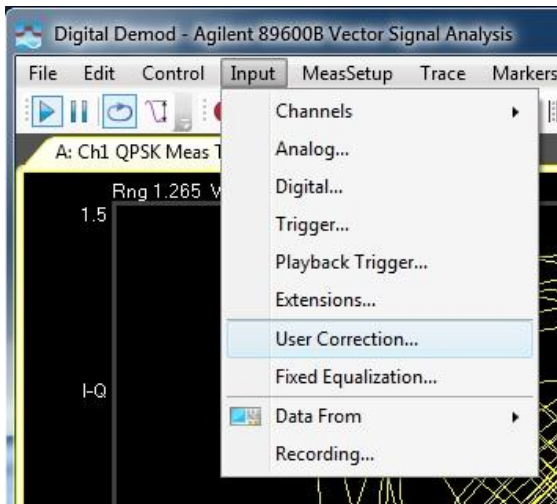 Digital Demod - Agilent 89600B Vector Signal Analysis
File Edit Control Input MeasSetup Trace Markers
A: Ch1 QPSK Meas
Rng 1.265 V
1.5
I-Q
Channels
Analog...
Digital...
Trigger...
Playback Trigger...
Extensions...
User Correction...
Fixed Equalization...
Data From
Recording...